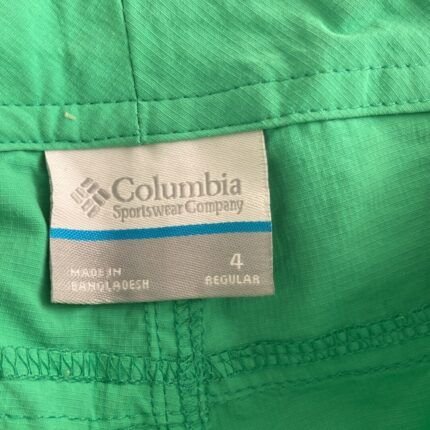 Columbia
Sportswear Company
4
MADE IN
BANGLADESH
REGULAR